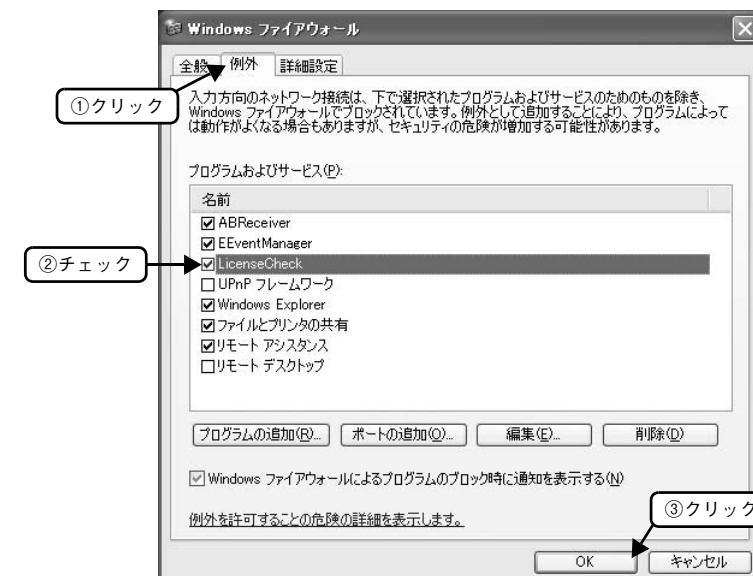 Windows ファイアウォール
全般 例外 詳細設定
①クリック
入力方向のネットワーク接続は、下で選択されたプログラムおよびサービスのためのものを除き、
Windows ファイアウォールでブロックされています。例外として追加することにより、プログラムによって
は動作がよくなる場合もありますが、セキュリティの危険が増加する可能性があります。
プログラムおよびサービス(P):
名前
ABReceiver
EEventManager
②チェック
LicenseCheck
UPnP フレームワーク
Windows Explorer
ファイルとプリンタの共有
リモート アシスタンス
リモート デスクトップ
プログラムの追加(R)... ポートの追加(O)... 編集(E)... 削除(D)
Windows ファイアウォールによるプログラムのブロック時に通知を表示する(N)
例外を許可することの危険の詳細を表示します。
③クリック
OK キャンセル